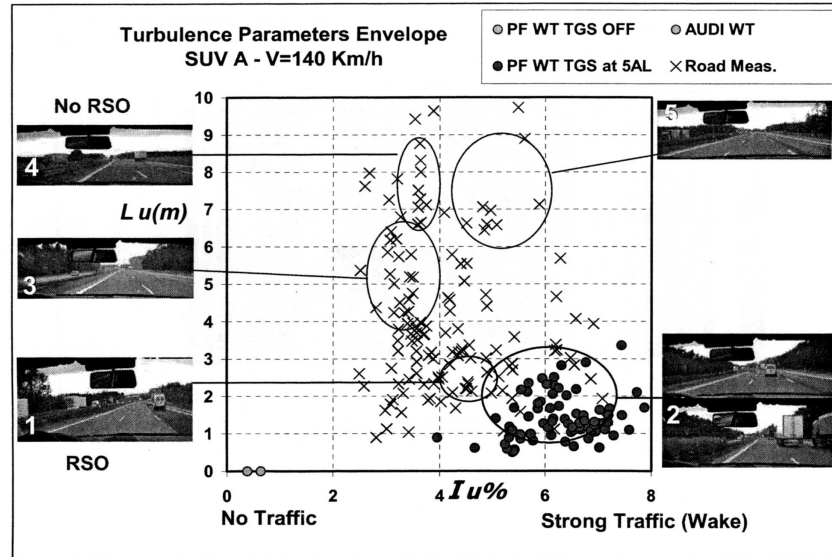 Turbulence Parameters Envelope
SUV A - V=140 Km/h
PF WT TGS OFF
AUDI WT
PF WT TGS at 5AL
Road Meas.
No RSO
4
Lu(m)
3
1
RSO
5
2
10
9
8
7
6
5
4
3
2
1
0
0
2
4
6
8
Iu%
No Traffic
Strong Traffic (Wake)